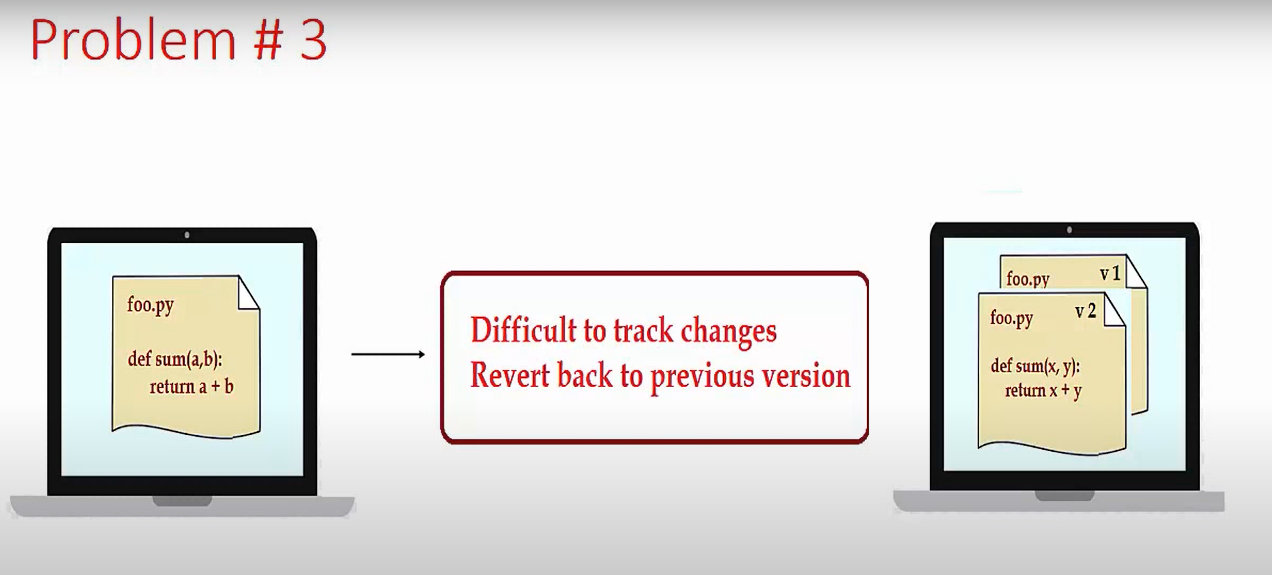 Problem # 3
foo.py
def sum(a,b):
return a + b
Difficult to track changes
Revert back to previous version
foo.py v 1
foo.py v 2
def sum(x, y):
return x + y